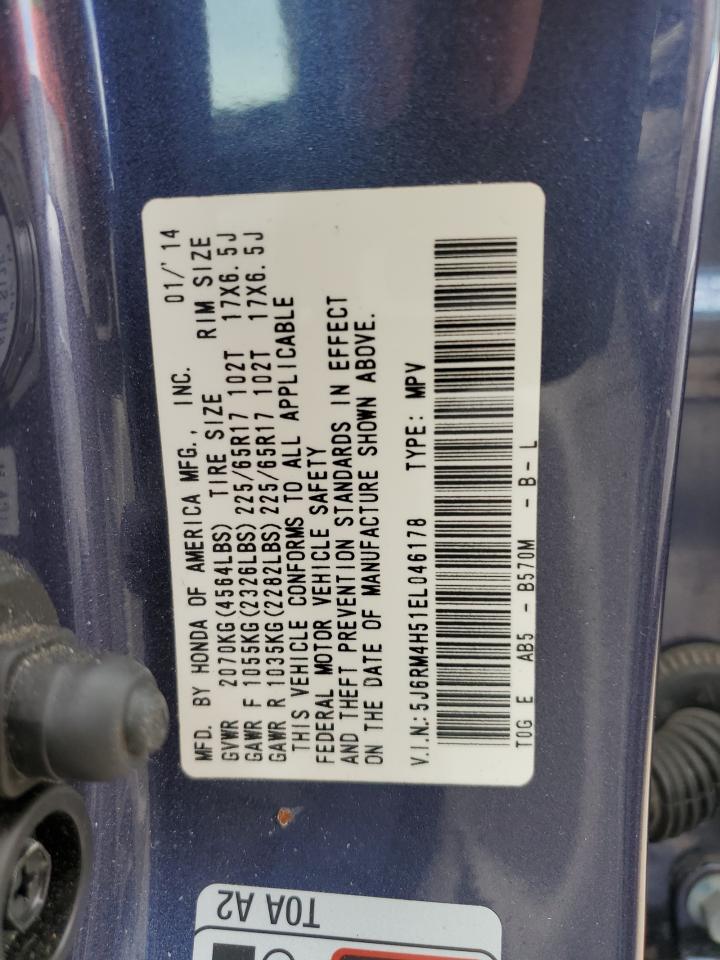 MFD. BY HONDA OF AMERICA MFG., INC. 01/'14
GVWR 2070KG(4564LBS) TIRE SIZE RIM SIZE
GAWR F 1055KG(2326LBS) 225/65R17 102T 17X6.5J
GAWR R 1035KG(2282LBS) 225/65R17 102T 17X6.5J
THIS VEHICLE CONFORMS TO ALL APPLICABLE
FEDERAL MOTOR VEHICLE SAFETY
AND THEFT PREVENTION STANDARDS IN EFFECT
ON THE DATE OF MANUFACTURE SHOWN ABOVE.
V.I.N.: 5J6RM4H51EL046178 TYPE: MPV
T0G E AB5 - B570M - B - L
T0A A2